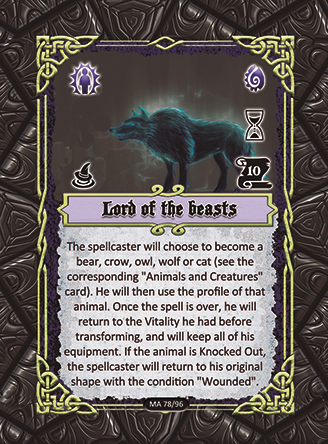 10
Lord of the beasts
The spellcaster will choose to become a
bear, crow, owl, wolf or cat (see the
corresponding "Animals and Creatures"
card). He will then use the profile of that
animal. Once the spell is over, he will
return to the Vitality he had before
transforming, and will keep all of his
equipment. If the animal is Knocked Out,
the spellcaster will return to his original
shape with the condition "Wounded".
MA 78/96